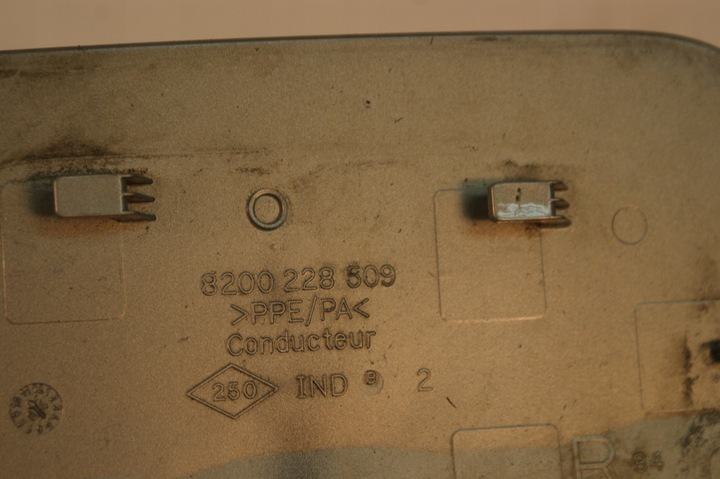 8200 228 509
>PPE/PA<
Conducteur
250 IND 2
R